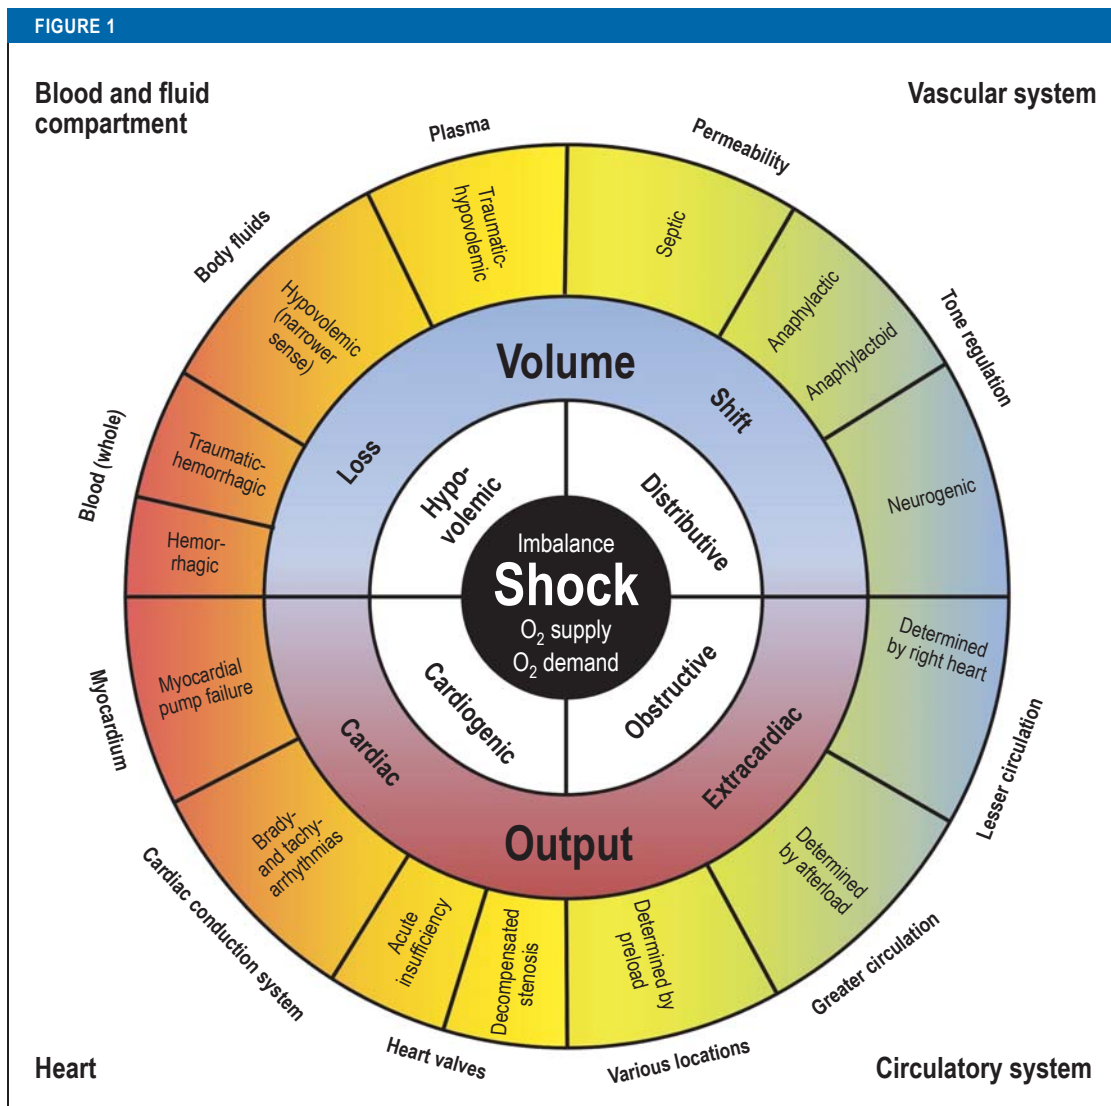 FIGURE 1
Blood and fluid
compartment
Vascular system
Plasma
Permeability
Body fluids
Tone regulation
Blood (whole)
Traumatic-
hypovolemic
Septic
Hypovolemic
(narrower
sense)
Anaphylactic
Anaphylactoid
Traumatic-
hemorrhagic
Neurogenic
Hemor-
rhagic
Volume
Loss
Shift
Hypo-
volemic
Distributive
Imbalance
Shock
O₂ supply
O₂ demand
Cardiogenic
Obstructive
Cardiac
Extracardiac
Output
Myocardial
pump failure
Determined
by right heart
Brady-
and tachy-
arrhythmias
Determined
by afterload
Acute
insufficiency
Decompensated
stenosis
Determined by
preload
Myocardium
Lesser circulation
Cardiac conduction system
Greater circulation
Heart valves
Various locations
Heart
Circulatory system